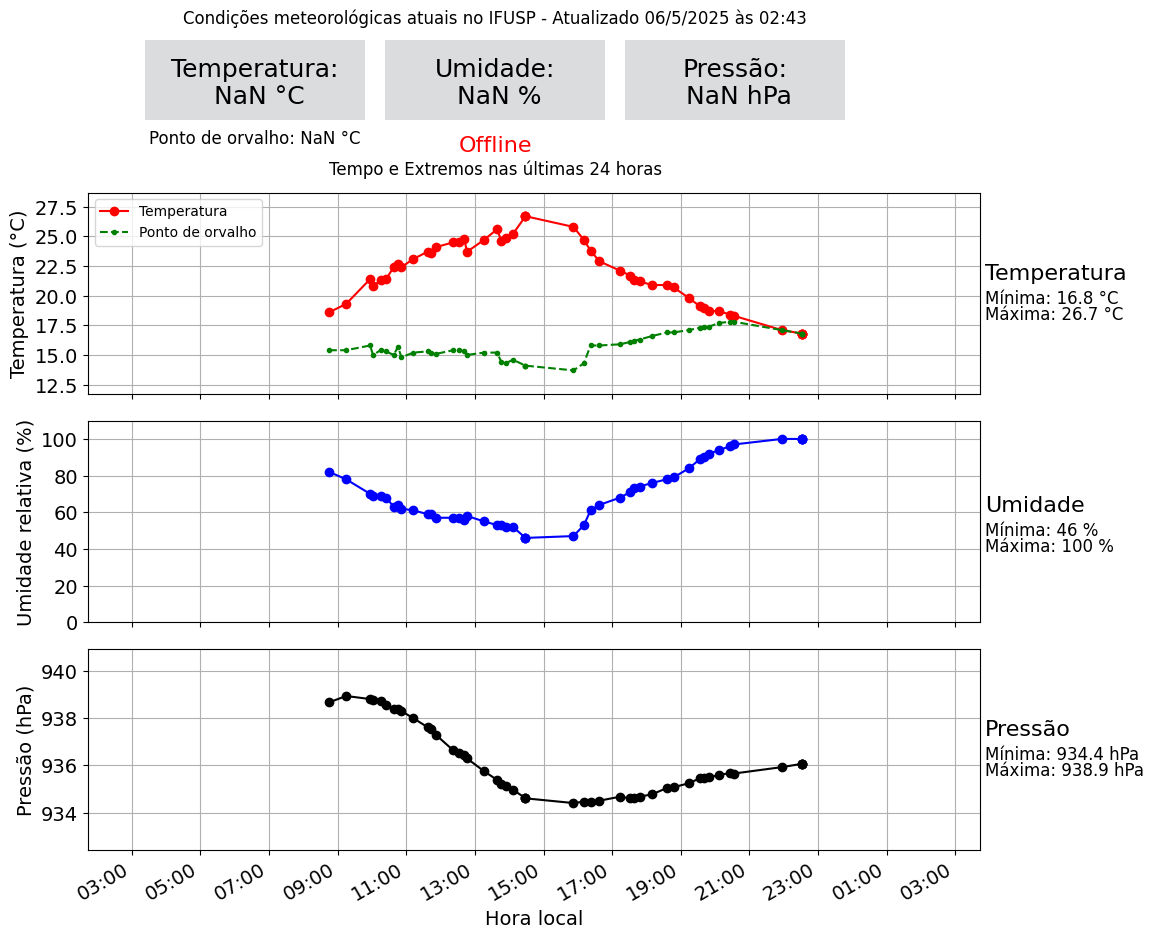 Condições meteorológicas atuais no IFUSP - Atualizado 06/5/2025 às 02:43
Temperatura:
NaN °C
Umidade:
NaN %
Pressão:
NaN hPa
Ponto de orvalho: NaN °C
Offline
Tempo e Extremos nas últimas 24 horas
Temperatura (°C)
27.5
25.0
22.5
20.0
17.5
15.0
12.5
Temperatura
Ponto de orvalho
Temperatura
Mínima: 16.8 °C
Máxima: 26.7 °C
Umidade relativa (%)
100
80
60
40
20
0
Umidade
Mínima: 46 %
Máxima: 100 %
Pressão (hPa)
940
938
936
934
Pressão
Mínima: 934.4 hPa
Máxima: 938.9 hPa
03:00 05:00 07:00 09:00 11:00 13:00 15:00 17:00 19:00 21:00 23:00 01:00 03:00
Hora local